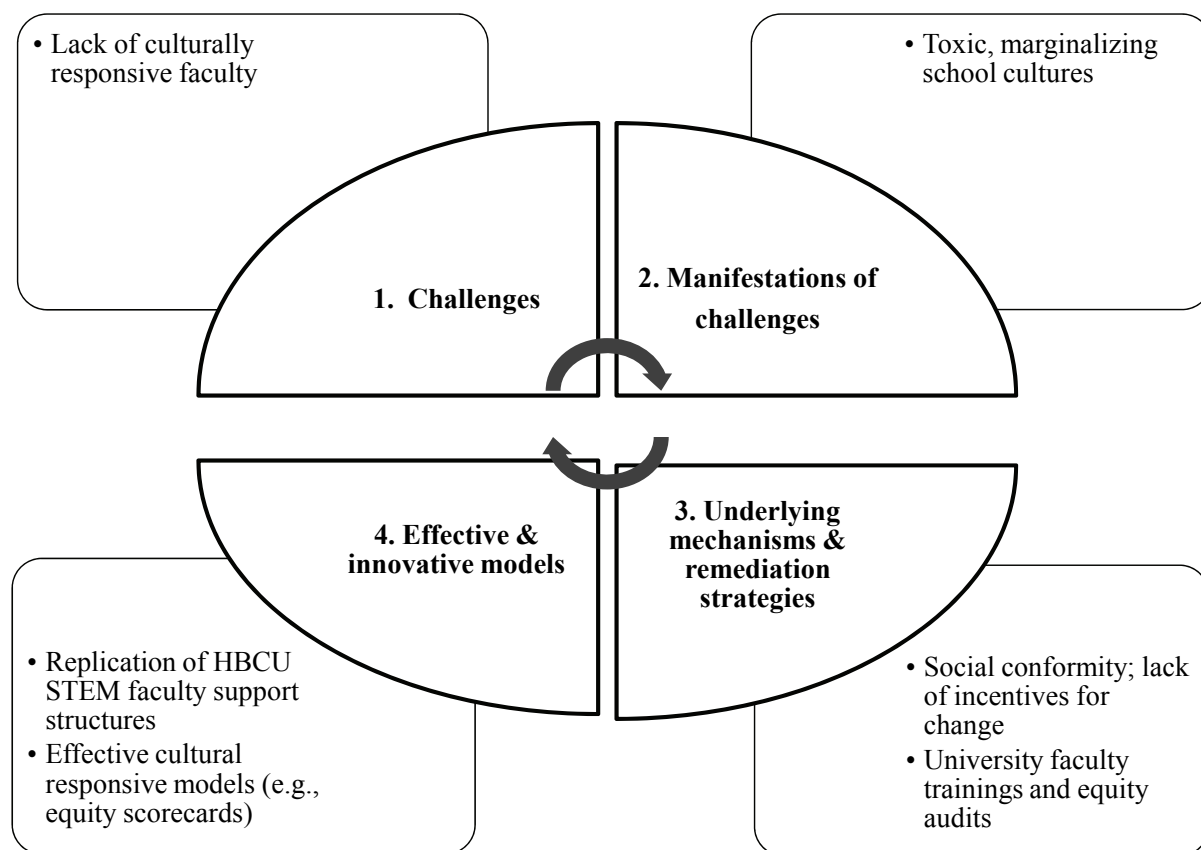 • Lack of culturally
responsive faculty
• Toxic, marginalizing
school cultures
1. Challenges
2. Manifestations of
challenges
4. Effective &
innovative models
3. Underlying
mechanisms &
remediation
strategies
• Replication of HBCU
STEM faculty support
structures
• Effective cultural
responsive models (e.g.,
equity scorecards)
• Social conformity; lack
of incentives for
change
• University faculty
trainings and equity
audits